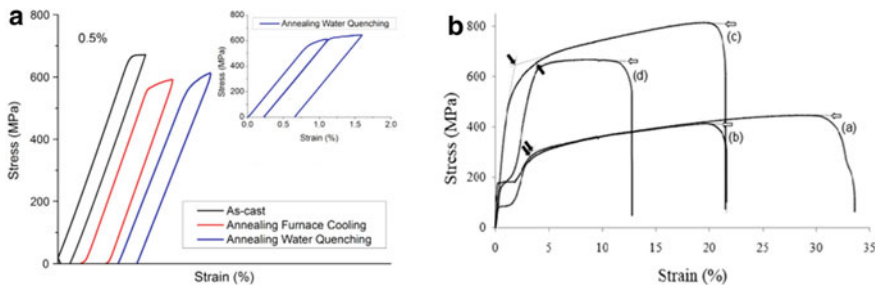 a
0.5%
Stress (MPa)
800
600
400
200
0
Strain (%)
As-cast
Annealing Furnace Cooling
Annealing Water Quenching
Annealing Water Quenching
Stress (MPa)
800
600
400
200
0
0.0 0.5 1.0 1.5 2.0
Strain (%)
b
Stress (MPa)
800
600
400
200
0
0 5 10 15 20 25 30 35
Strain (%)
(c)
(d)
(a)
(b)